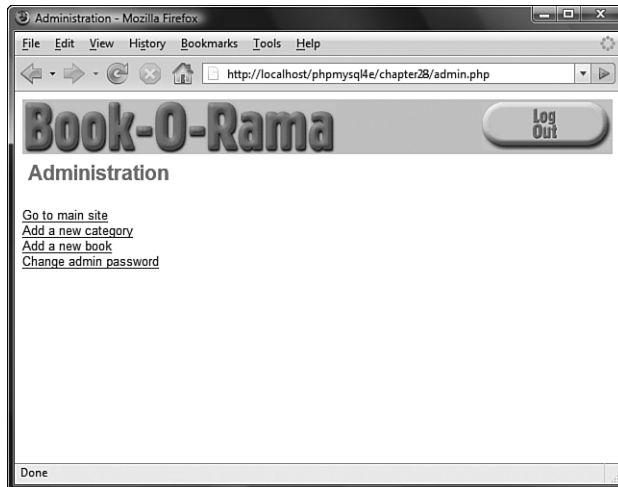 Administration - Mozilla Firefox
File Edit View History Bookmarks Tools Help
http://localhost/phpmysql4e/chapter28/admin.php
Book-O-Rama
Log
Out
Administration
Go to main site
Add a new category
Add a new book
Change admin password
Done